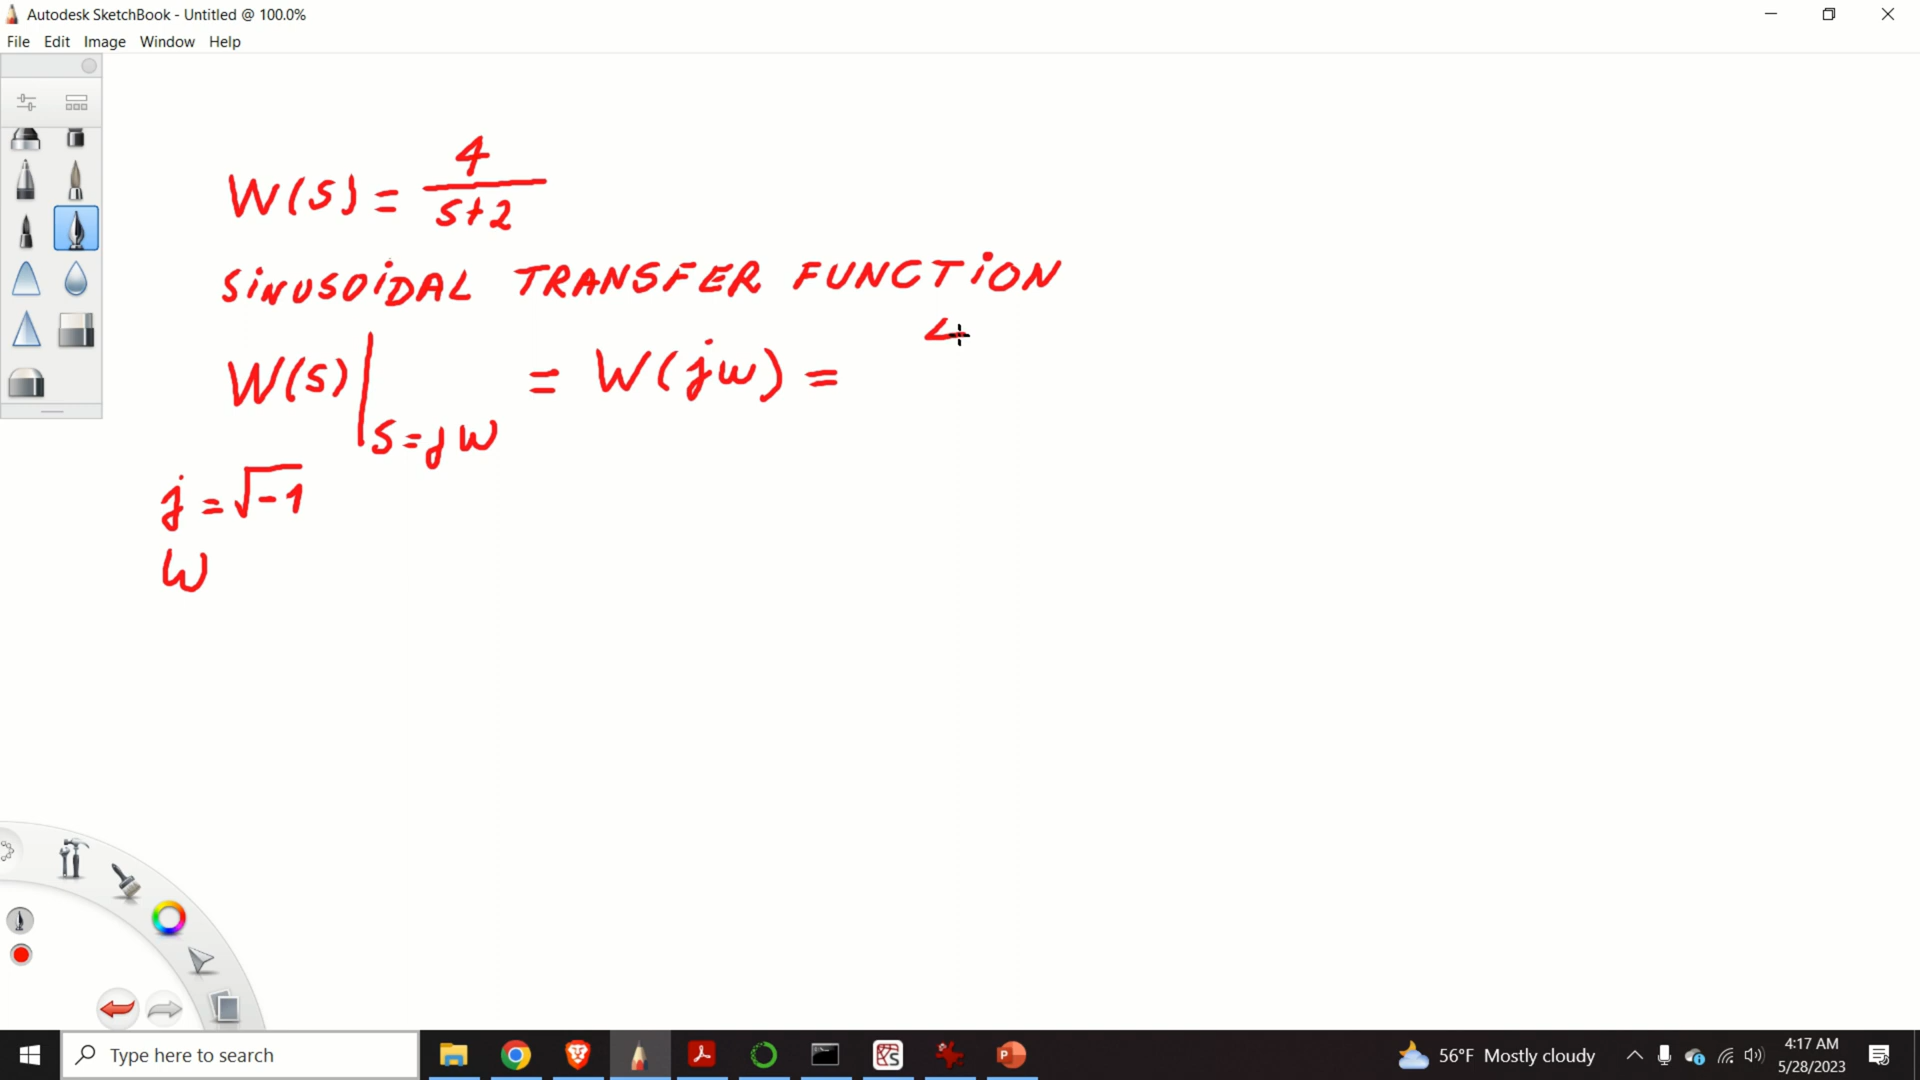 Autodesk SketchBook - Untitled @ 100.0%
File Edit Image Window Help
W(S) = 4
S+2
SINUSOIDAL TRANSFER FUNCTION
W(S)| = W(jw) =
S=jW
j = √-1
W
Type here to search
56°F Mostly cloudy
4:17 AM
5/28/2023